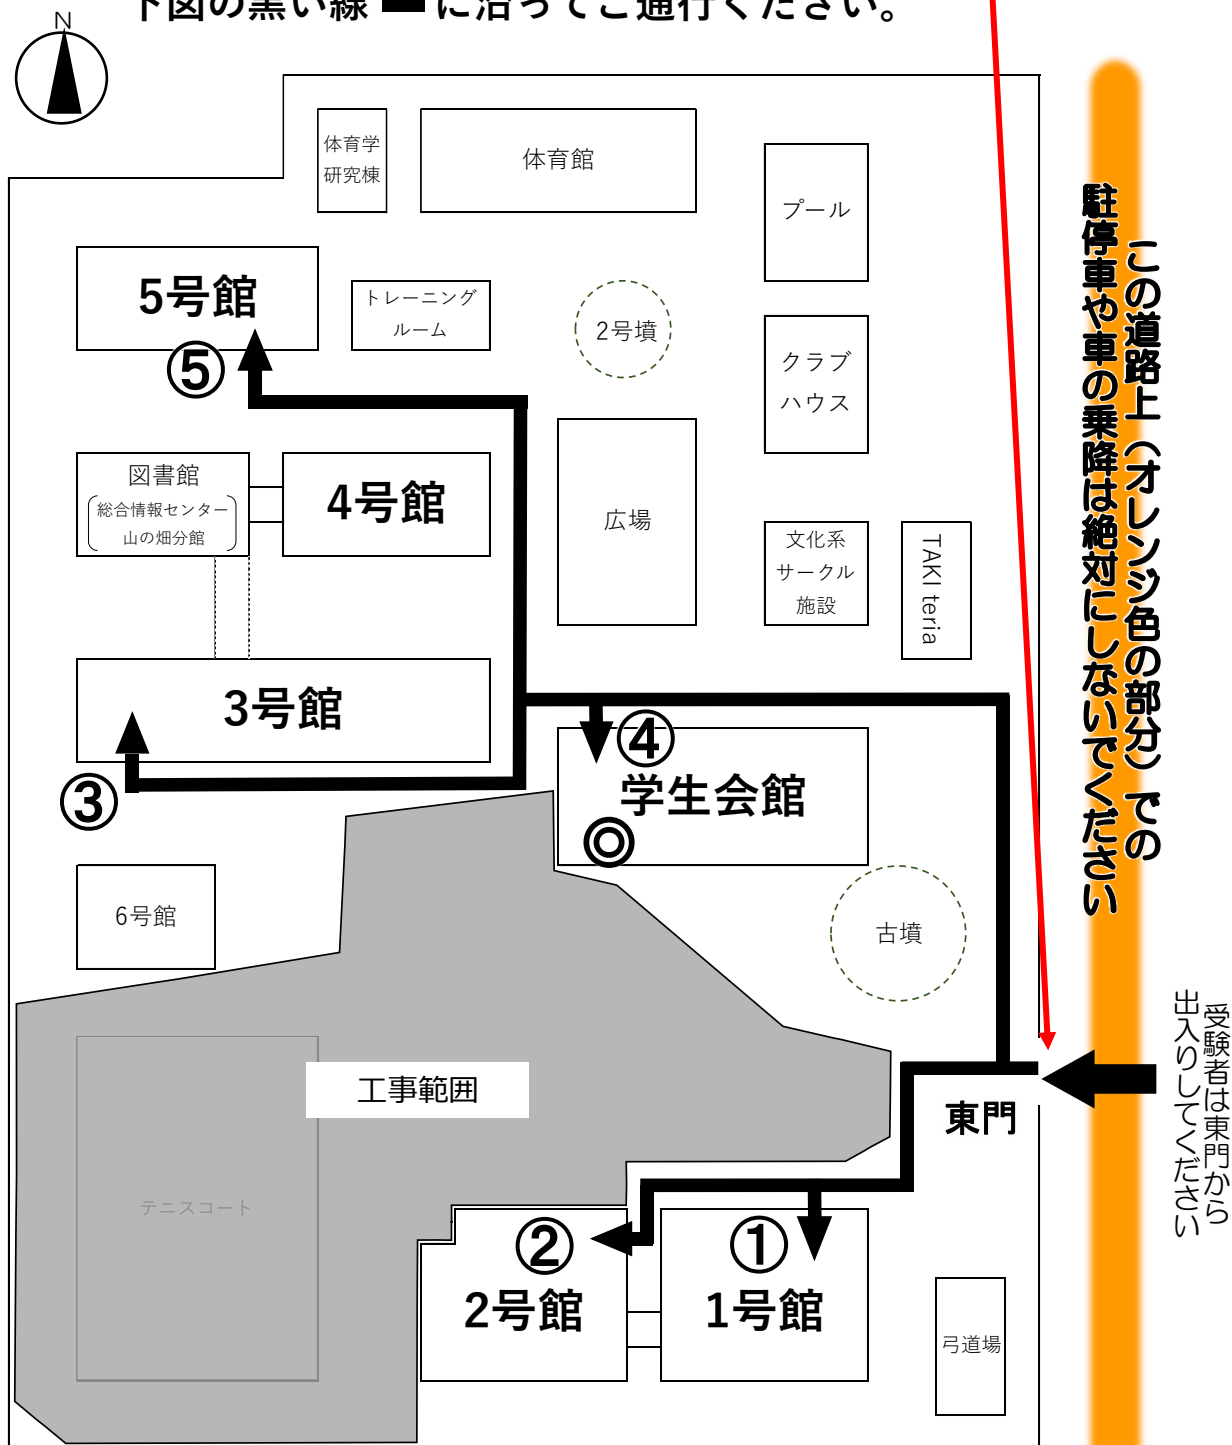 下図の黒い線 ━ に沿ってご通行ください。
N
体育学
研究棟
体育館
プール
5号館
⑤
トレーニング
ルーム
2号墳
クラブ
ハウス
図書館
総合情報センター
山の畑分館
4号館
広場
文化系
サークル
施設
TAKI teria
この道路上（オレンジ色の部分）での
駐停車や車の乗降は絶対にしないでください
3号館
③
④
学生会館
◎
6号館
古墳
工事範囲
テニスコート
東門
受験者は東門から
出入りしてください
②
2号館
①
1号館
弓道場